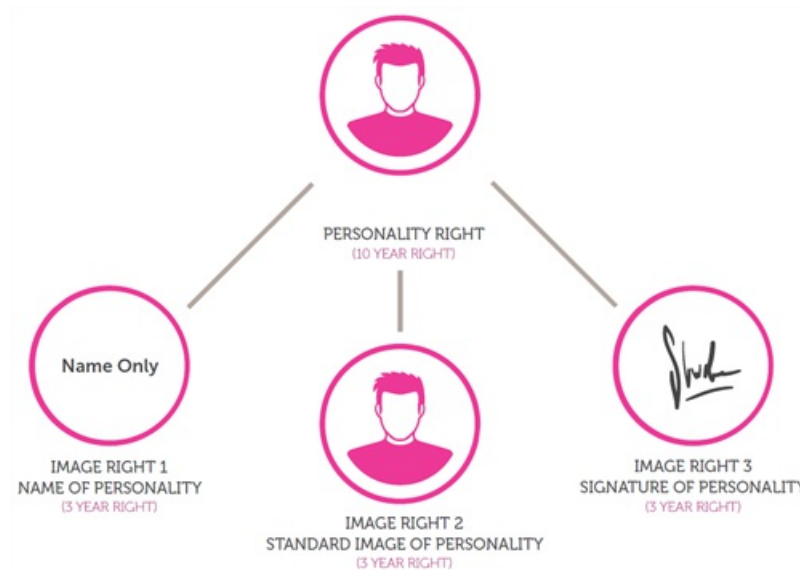 PERSONALITY RIGHT
(10 YEAR RIGHT)
Name Only
IMAGE RIGHT 1
NAME OF PERSONALITY
(3 YEAR RIGHT)
IMAGE RIGHT 2
STANDARD IMAGE OF PERSONALITY
(3 YEAR RIGHT)
IMAGE RIGHT 3
SIGNATURE OF PERSONALITY
(3 YEAR RIGHT)